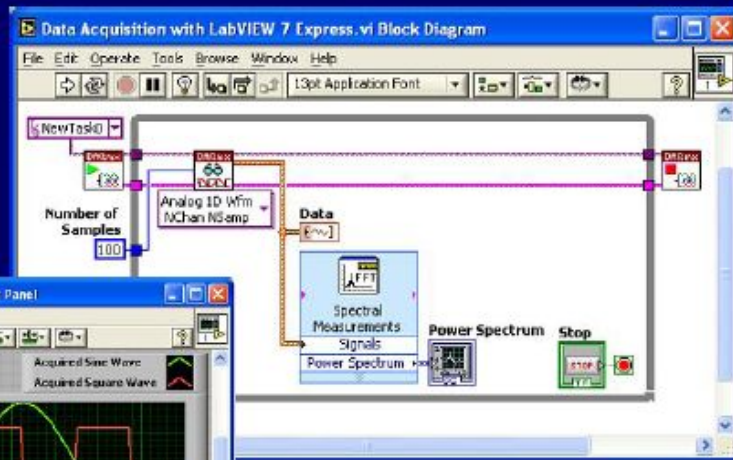 Data Acquisition with LabVIEW 7 Express.vi Block Diagram
File Edit Operate Tools Browse Window Help
13pt Application Font
NewTask0
DAQmx
DAQmx
DAQmx
Analog 1D Wfm
NChan NSamp
Number of
Samples
100
Data
FFT
Spectral
Measurements
Signals
Power Spectrum
Power Spectrum
Stop
STOP
TF
Panel
Acquired Sine Wave
Acquired Square Wave